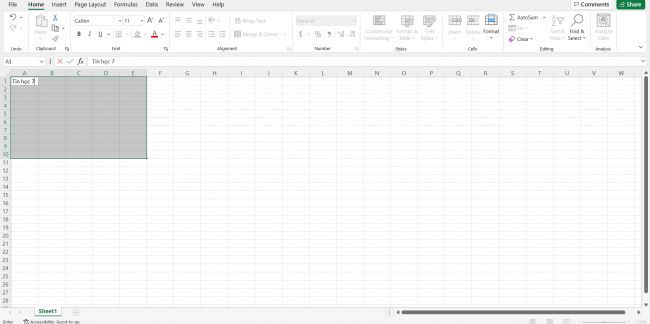 File Home Insert Page Layout Formulas Data Review View Help Comments Share
Calibri 11 A A Wrap Text General AutoSum
Paste Fill
B I U A Merge & Center $ % Conditional Formatting Format as Table Cell Styles Insert Delete Format Clear Sort & Filter Find & Select Analyze Data
Undo Clipboard Font Alignment Number Styles Cells Editing Analysis
A1 fx Tin học 7
A B C D E F G H I J K L M N O P Q R S T U V W
1 Tin học 7
2
3
4
5
6
7
8
9
10
11
12
13
14
15
16
17
18
19
20
21
22
23
24
25
26
27
28
Sheet1
Enter Accessibility: Good to go